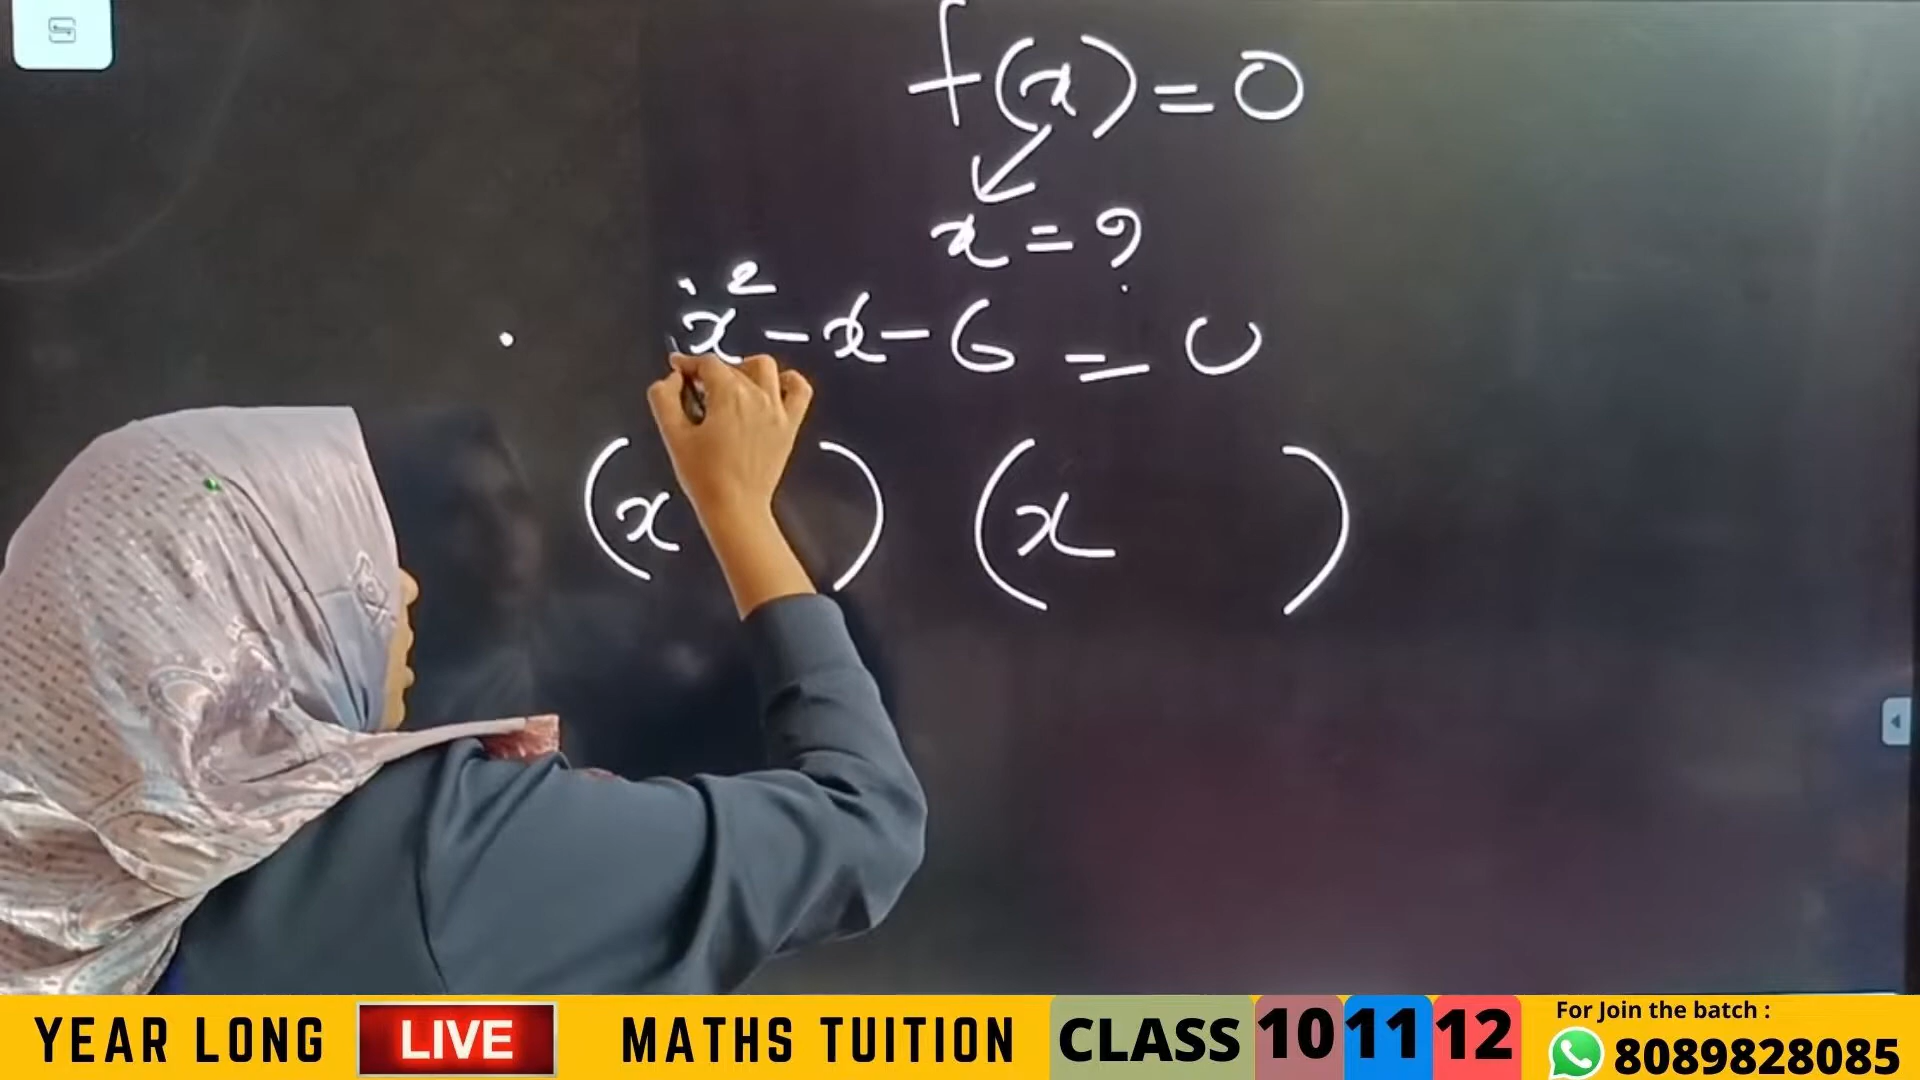 f(x) = 0
x = ?
x² - x - 6 = 0
(x ) (x )
YEAR LONG LIVE MATHS TUITION CLASS 10 11 12
For Join the batch :
8089828085